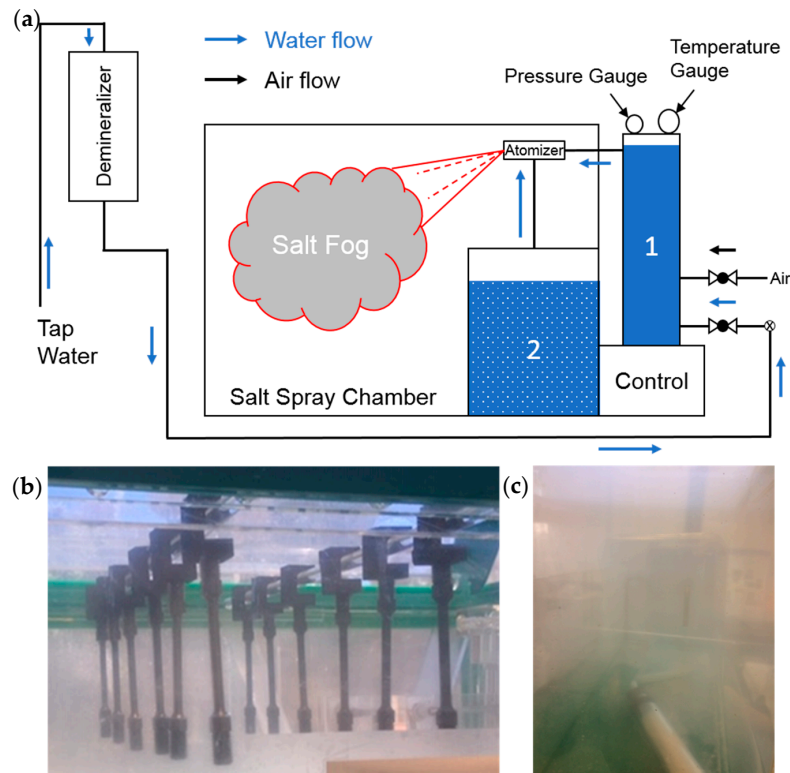 (a)
Water flow
Air flow
Temperature
Gauge
Pressure Gauge
Demineralizer
Atomizer
Salt Fog
1
Air
Tap
Water
2
Control
Salt Spray Chamber
(b)
(c)